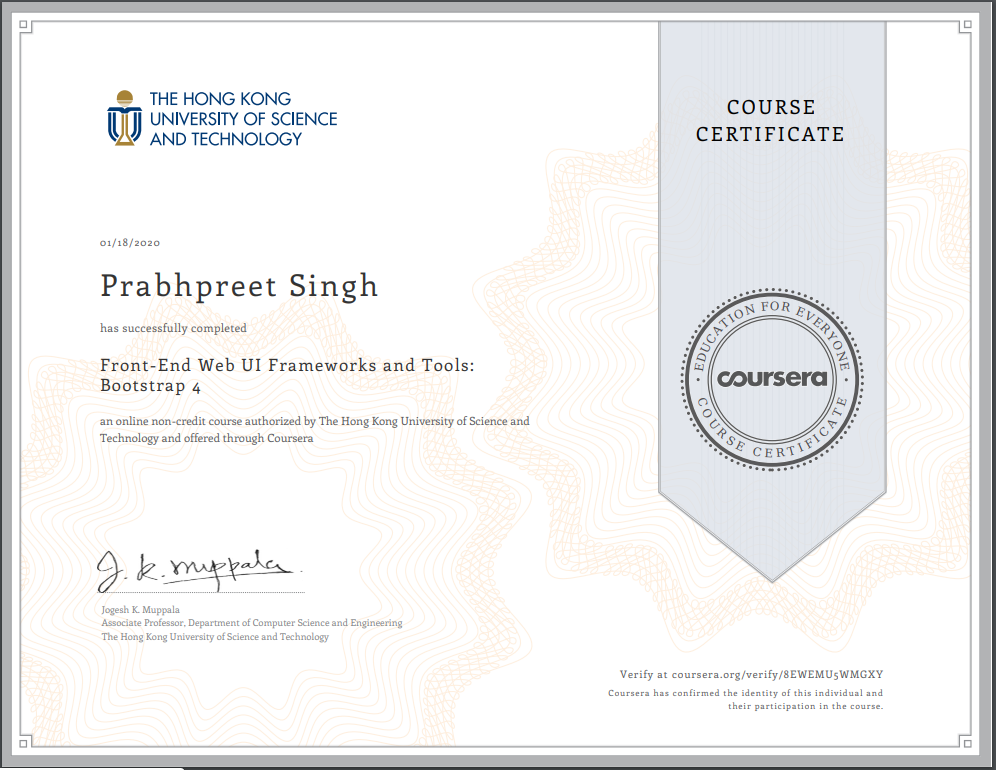 THE HONG KONG
UNIVERSITY OF SCIENCE
AND TECHNOLOGY
COURSE
CERTIFICATE
01/18/2020
Prabhpreet Singh
has successfully completed
Front-End Web UI Frameworks and Tools:
Bootstrap 4
an online non-credit course authorized by The Hong Kong University of Science and
Technology and offered through Coursera
EDUCATION FOR EVERYONE
coursera
COURSE CERTIFICATE
J. K. Muppala
Jogesh K. Muppala
Associate Professor, Department of Computer Science and Engineering
The Hong Kong University of Science and Technology
Verify at coursera.org/verify/8EWEMU5WMGXY
Coursera has confirmed the identity of this individual and
their participation in the course.